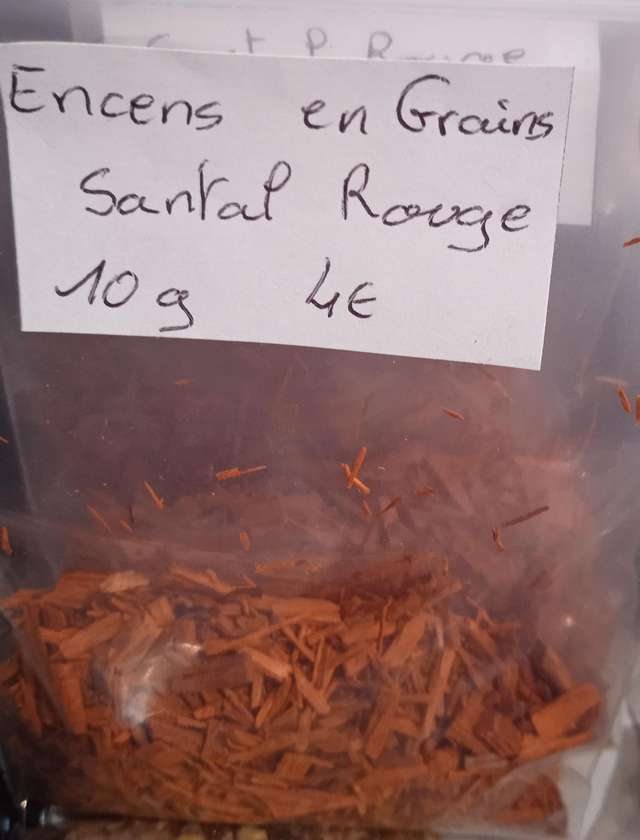 Encens en Grains
Santal Rouge
10 g 4€